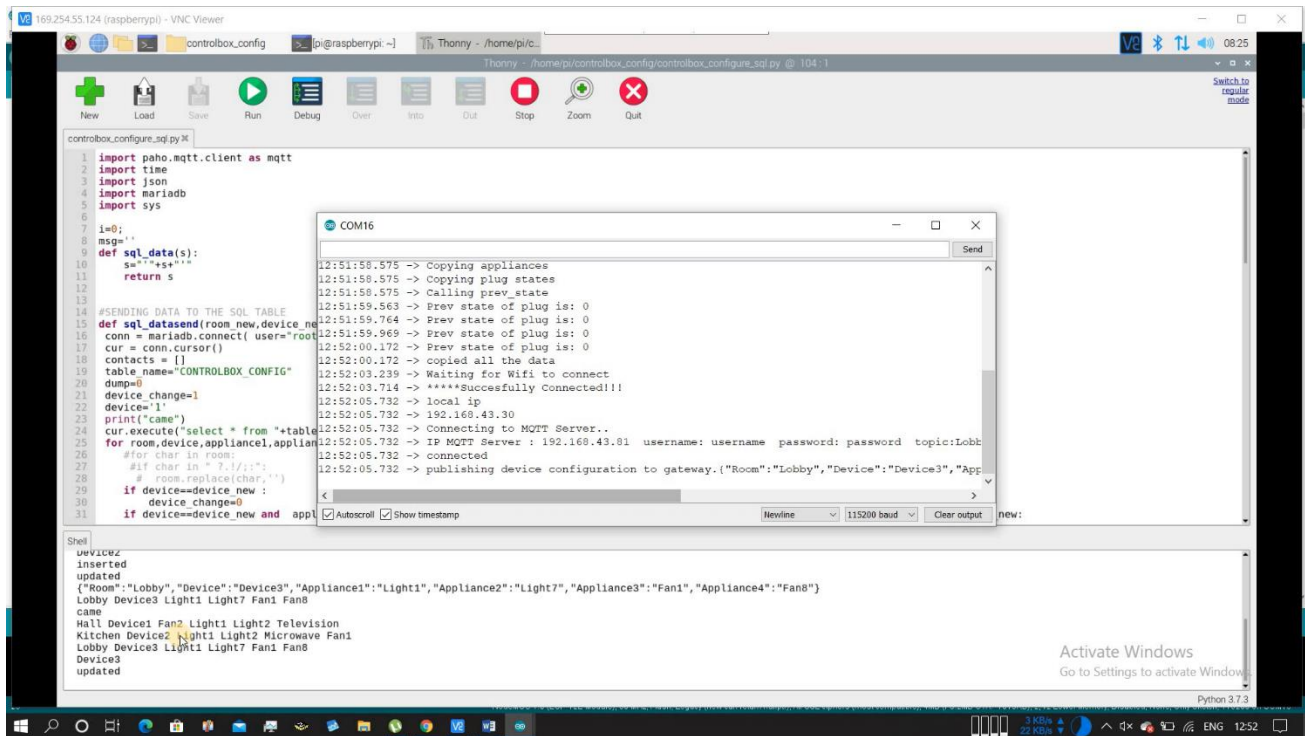 169.254.55.124 (raspberrypi) - VNC Viewer
controlbox_config
[pi@raspberrypi: ~]
Thonny - /home/pi/c...
08:25
Thonny - /home/pi/controlbox_config/controlbox_configure_sql.py @ 104:1
New Load Save Run Debug Over Into Out Stop Zoom Quit
Switch to
regular
mode
controlbox_configure_sql.py
1 import paho.mqtt.client as mqtt
2 import time
3 import json
4 import mariadb
5 import sys
6
7 i=0;
8 msg=''
9 def sql_data(s):
10 s="'"+s+"'"
11 return s
12
13
14 #SENDING DATA TO THE SQL TABLE
15 def sql_datasend(room_new,device_ne
16 conn = mariadb.connect( user="root
17 cur = conn.cursor()
18 contacts = []
19 table_name="CONTROLBOX_CONFIG"
20 dump=0
21 device_change=1
22 device='1'
23 print("came")
24 cur.execute("select * from "+table
25 for room,device,appliance1,applian
26 #for char in room:
27 #if char in " ?.!/;:":
28 # room.replace(char,'')
29 if device==device_new :
30 device_change=0
31 if device==device_new and appl
new:
COM16
Send
12:51:58.575 -> Copying appliances
12:51:58.575 -> Copying plug states
12:51:58.575 -> Calling prev_state
12:51:59.563 -> Prev state of plug is: 0
12:51:59.764 -> Prev state of plug is: 0
12:51:59.969 -> Prev state of plug is: 0
12:52:00.172 -> Prev state of plug is: 0
12:52:00.172 -> copied all the data
12:52:03.239 -> Waiting for Wifi to connect
12:52:03.714 -> *****Succesfully Connected!!!
12:52:05.732 -> local ip
12:52:05.732 -> 192.168.43.30
12:52:05.732 -> Connecting to MQTT Server..
12:52:05.732 -> IP MQTT Server : 192.168.43.81 username: username password: password topic:Lobb
12:52:05.732 -> connected
12:52:05.732 -> publishing device configuration to gateway.{"Room":"Lobby","Device":"Device3","App
Autoscroll Show timestamp Newline 115200 baud Clear output
Shell
Device2
inserted
updated
{"Room":"Lobby","Device":"Device3","Appliance1":"Light1","Appliance2":"Light7","Appliance3":"Fan1","Appliance4":"Fan8"}
Lobby Device3 Light1 Light7 Fan1 Fan8
came
Hall Device1 Fan2 Light1 Light2 Television
Kitchen Device2 Light1 Light2 Microwave Fan1
Lobby Device3 Light1 Light7 Fan1 Fan8
Device3
updated
Activate Windows
Go to Settings to activate Windows.
Python 3.7.3
3 KB/s
22 KB/s
ENG 12:52